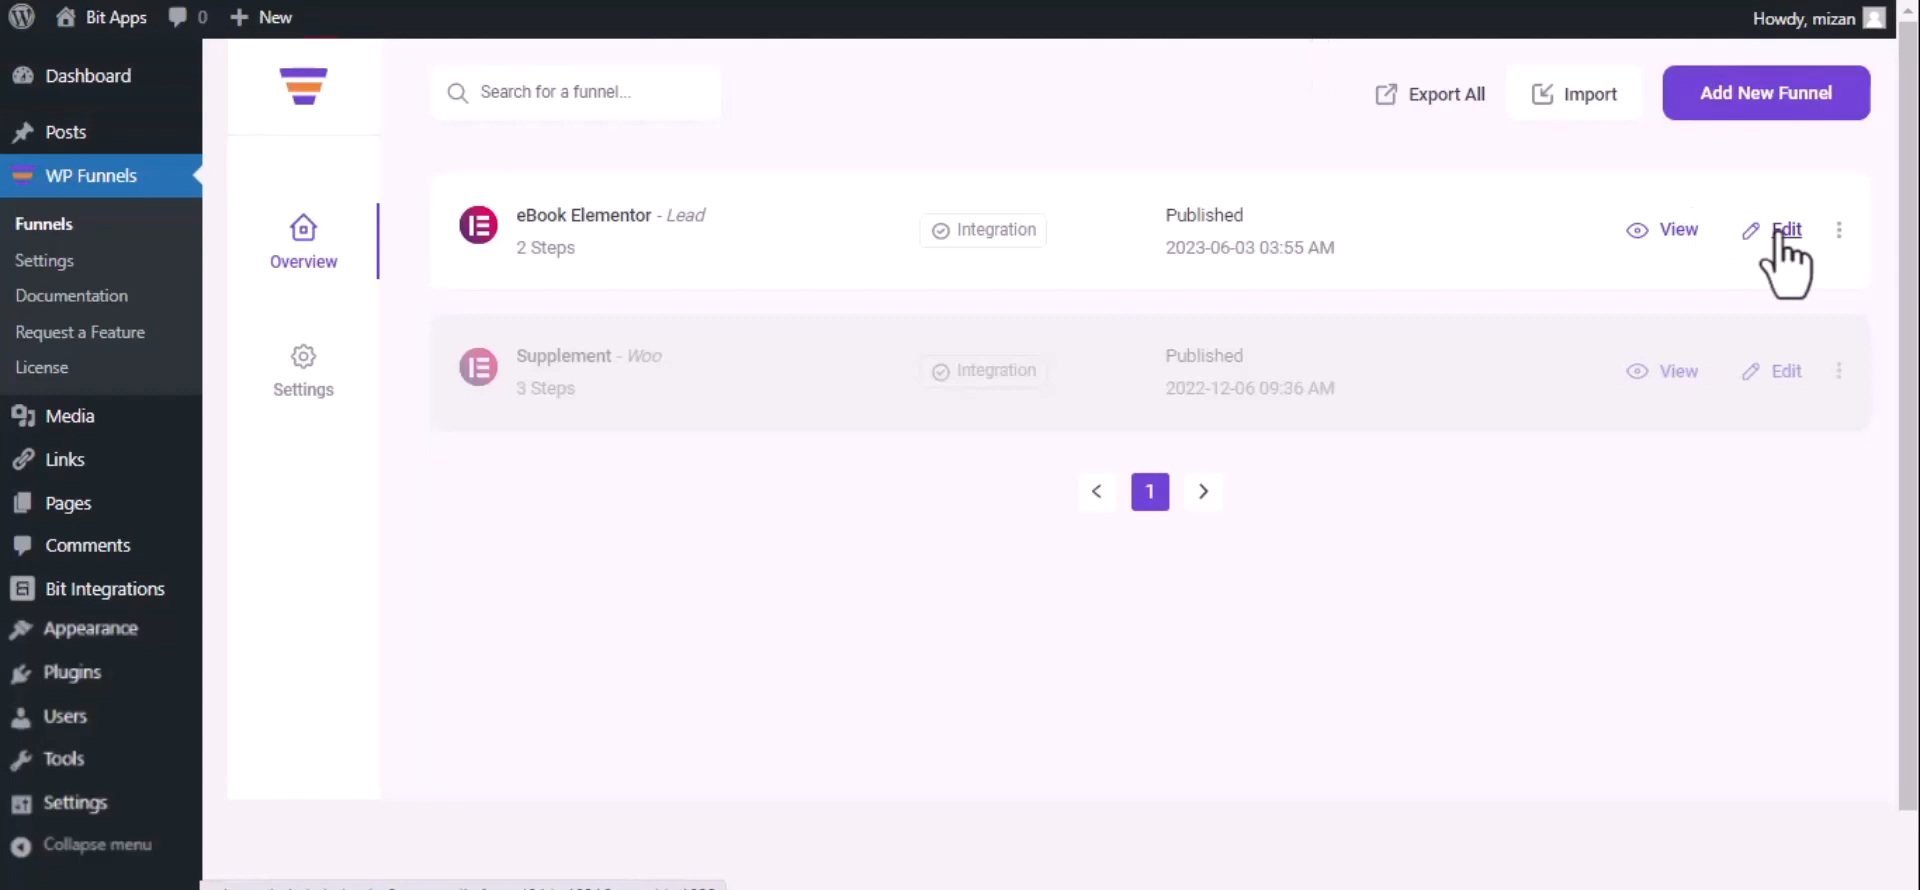 Bit Apps
0
New
Howdy, mizan
Dashboard
Posts
WP Funnels
Funnels
Settings
Documentation
Request a Feature
License
Media
Links
Pages
Comments
Bit Integrations
Appearance
Plugins
Users
Tools
Settings
Collapse menu
Overview
Settings
Search for a funnel...
Export All
Import
Add New Funnel
eBook Elementor - Lead
2 Steps
Integration
Published
2023-06-03 03:55 AM
View
Edit
Supplement - Woo
3 Steps
Integration
Published
2022-12-06 09:36 AM
View
Edit
1